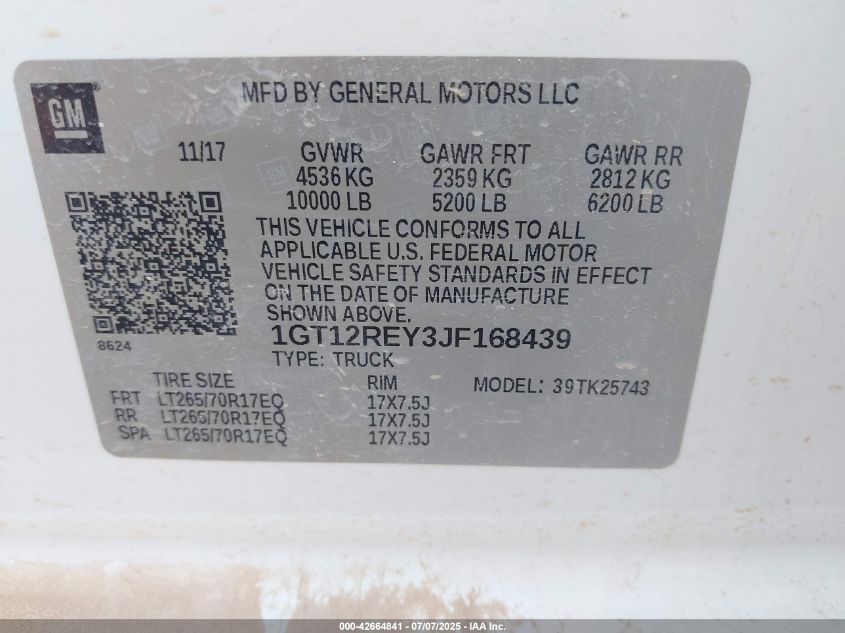 GM
MFD BY GENERAL MOTORS LLC
11/17 GVWR GAWR FRT GAWR RR
4536 KG 2359 KG 2812 KG
10000 LB 5200 LB 6200 LB
THIS VEHICLE CONFORMS TO ALL
APPLICABLE U.S. FEDERAL MOTOR
VEHICLE SAFETY STANDARDS IN EFFECT
ON THE DATE OF MANUFACTURE
SHOWN ABOVE.
8624
1GT12REY3JF168439
TYPE: TRUCK
TIRE SIZE RIM MODEL: 39TK25743
FRT LT265/70R17EQ 17X7.5J
RR LT265/70R17EQ 17X7.5J
SPA LT265/70R17EQ 17X7.5J
000-42664841 - 07/07/2025 - IAA Inc.